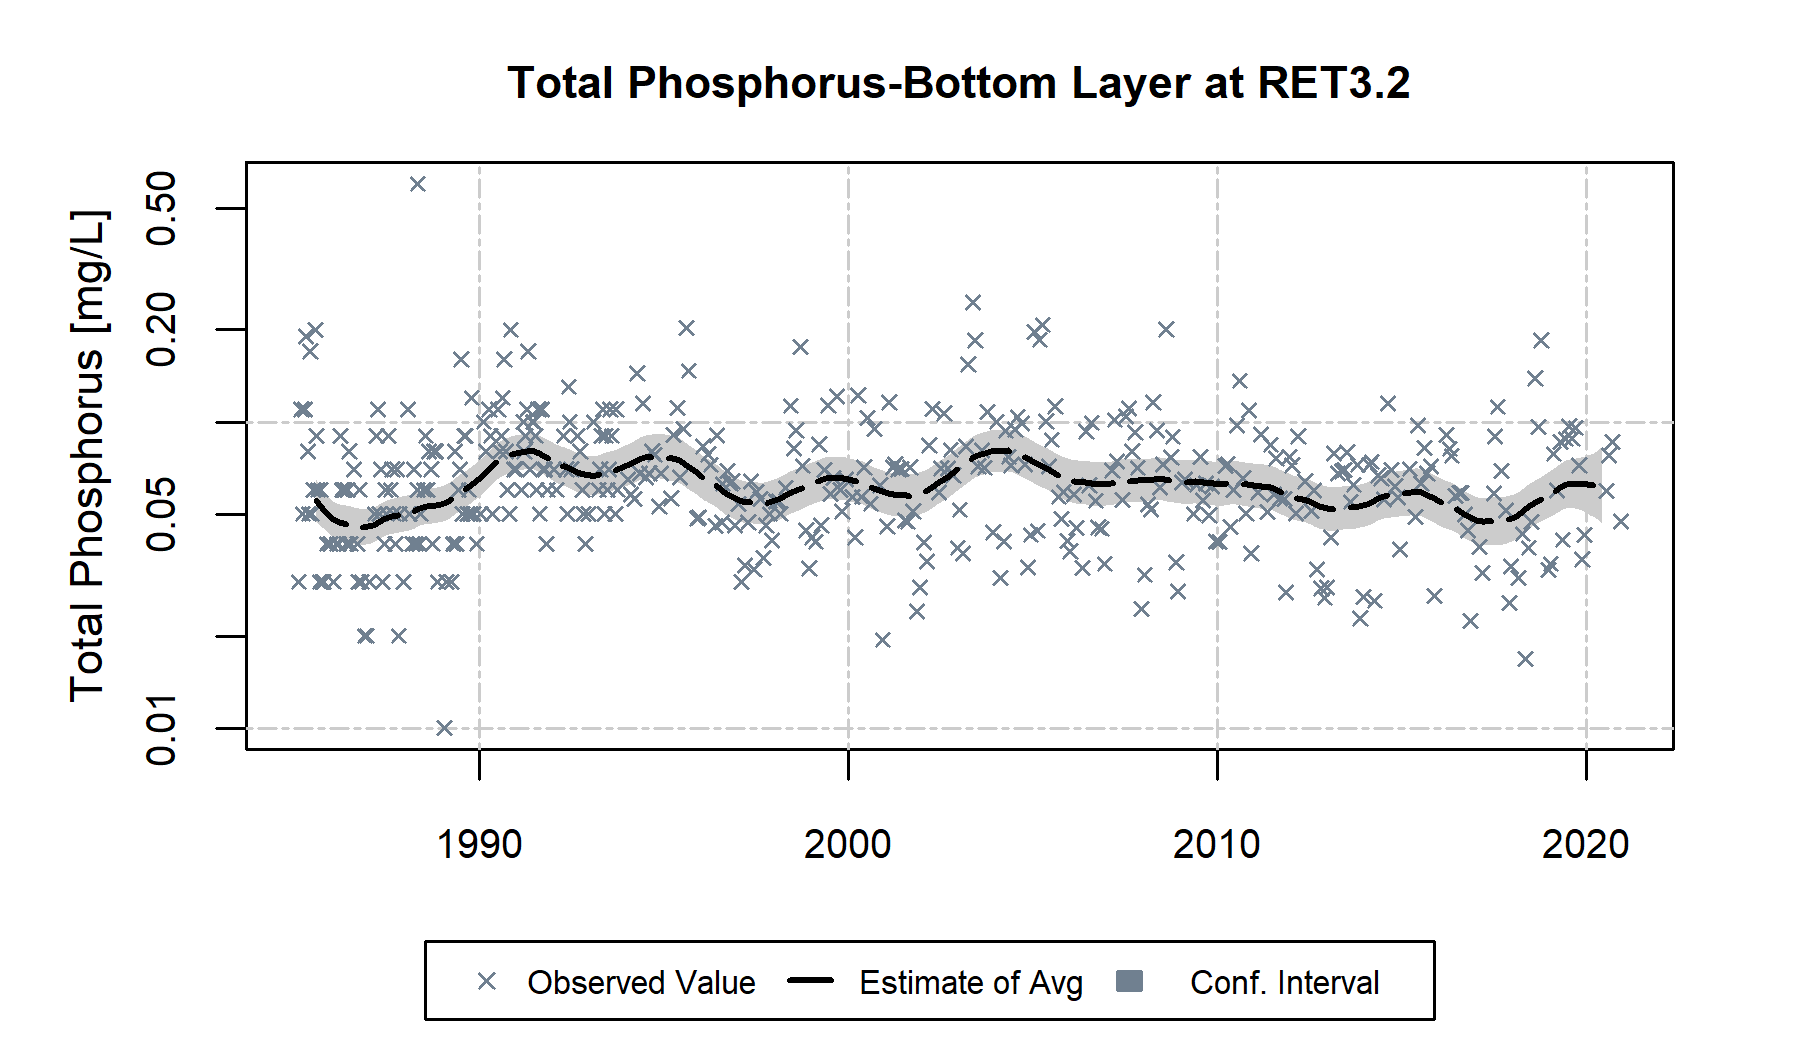 Total Phosphorus-Bottom Layer at RET3.2
Total Phosphorus [mg/L]
0.50
0.20
0.05
0.01
1990 2000 2010 2020
Observed Value Estimate of Avg Conf. Interval